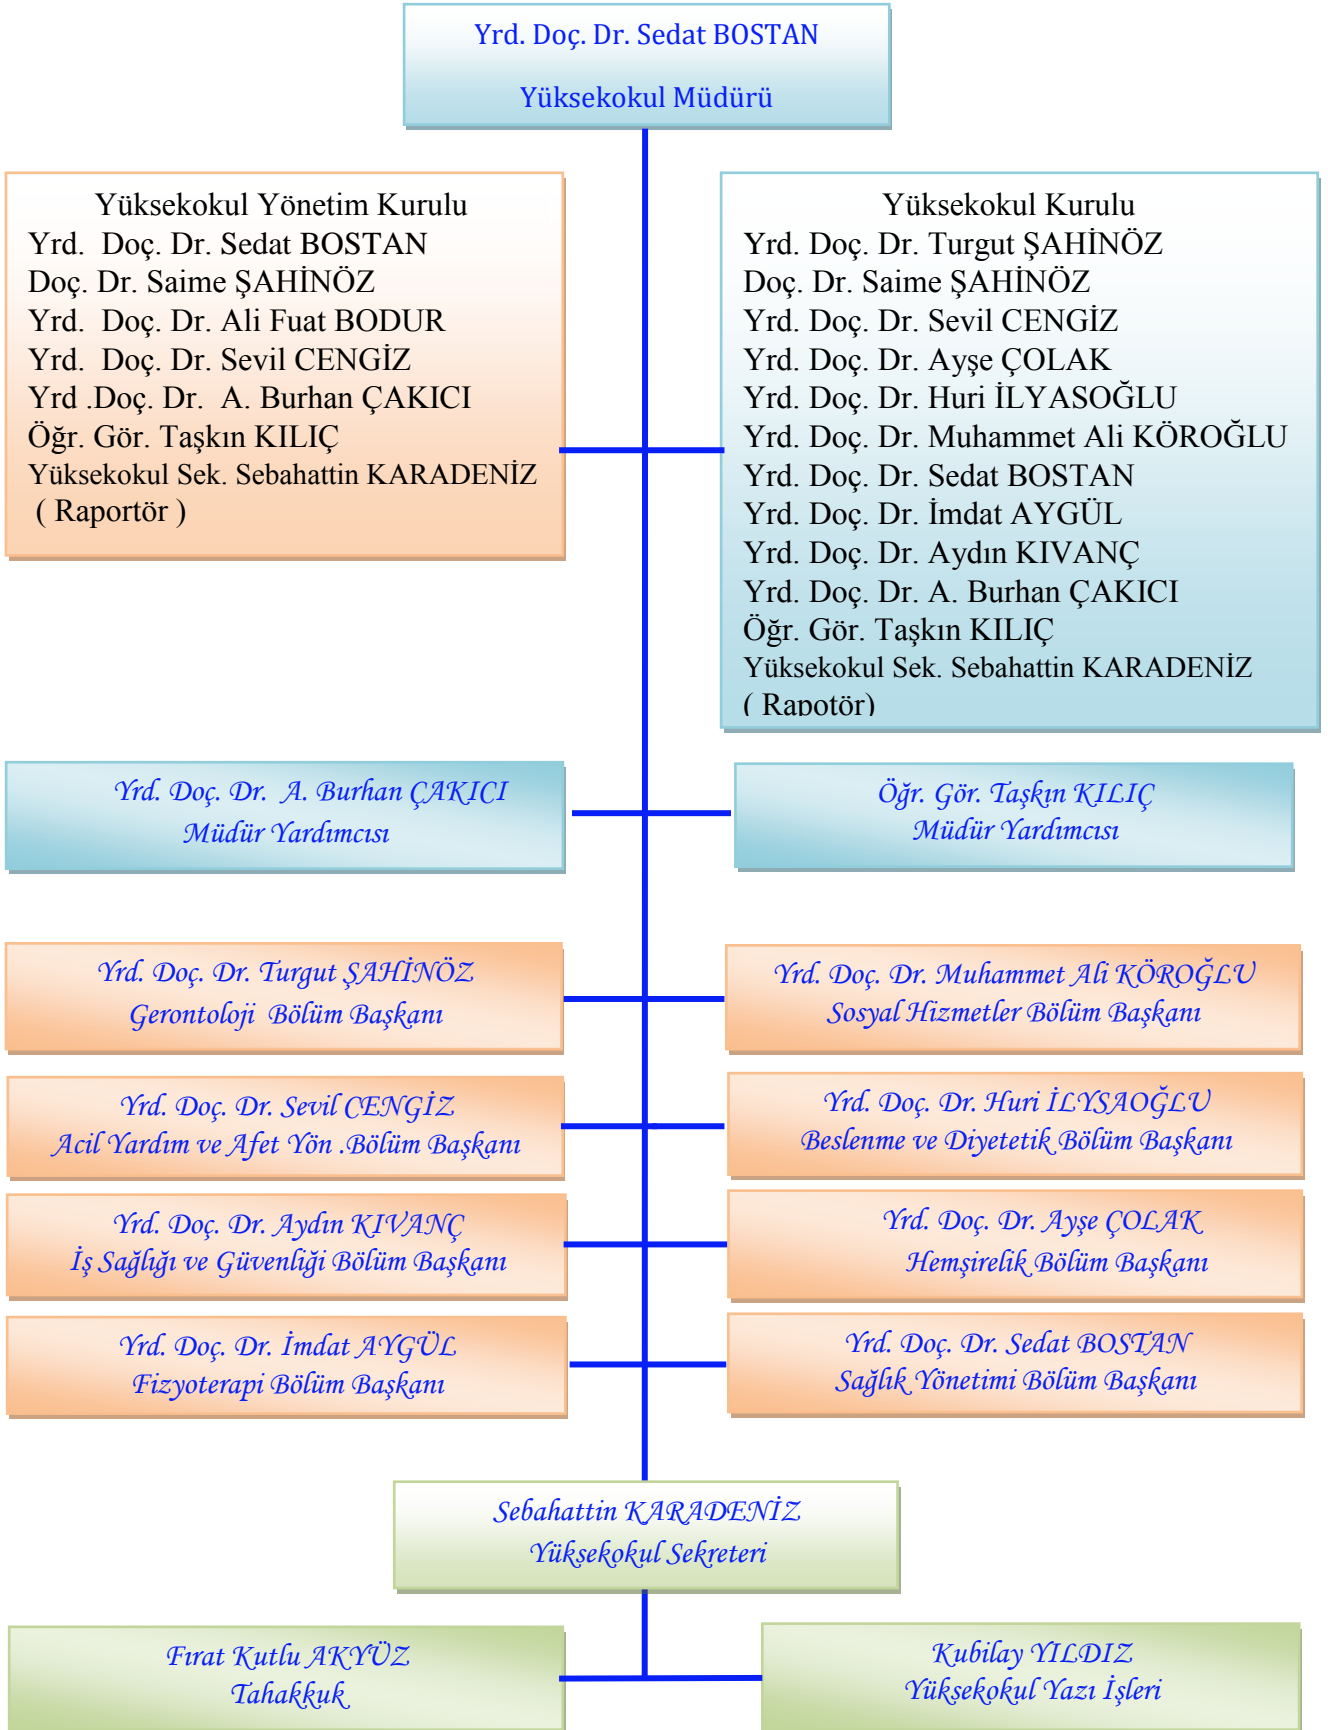 Yrd. Doç. Dr. Sedat BOSTAN
Yüksekokul Müdürü
Yüksekokul Yönetim Kurulu
Yrd. Doç. Dr. Sedat BOSTAN
Doç. Dr. Saime ŞAHİNÖZ
Yrd. Doç. Dr. Ali Fuat BODUR
Yrd. Doç. Dr. Sevil CENGİZ
Yrd .Doç. Dr. A. Burhan ÇAKICI
Öğr. Gör. Taşkın KILIÇ
Yüksekokul Sek. Sebahattin KARADENİZ
( Raportör )
Yüksekokul Kurulu
Yrd. Doç. Dr. Turgut ŞAHİNÖZ
Doç. Dr. Saime ŞAHİNÖZ
Yrd. Doç. Dr. Sevil CENGİZ
Yrd. Doç. Dr. Ayşe ÇOLAK
Yrd. Doç. Dr. Huri İLYASOĞLU
Yrd. Doç. Dr. Muhammet Ali KÖROĞLU
Yrd. Doç. Dr. Sedat BOSTAN
Yrd. Doç. Dr. İmdat AYGÜL
Yrd. Doç. Dr. Aydın KIVANÇ
Yrd. Doç. Dr. A. Burhan ÇAKICI
Öğr. Gör. Taşkın KILIÇ
Yüksekokul Sek. Sebahattin KARADENİZ
( Rapotör)
Yrd. Doç. Dr. A. Burhan ÇAKICI
Müdür Yardımcısı
Öğr. Gör. Taşkın KILIÇ
Müdür Yardımcısı
Yrd. Doç. Dr. Turgut ŞAHİNÖZ
Gerontoloji Bölüm Başkanı
Yrd. Doç. Dr. Muhammet Ali KÖROĞLU
Sosyal Hizmetler Bölüm Başkanı
Yrd. Doç. Dr. Sevil CENGİZ
Acil Yardım ve Afet Yön .Bölüm Başkanı
Yrd. Doç. Dr. Huri İLYSAOĞLU
Beslenme ve Diyetetik Bölüm Başkanı
Yrd. Doç. Dr. Aydın KIVANÇ
İş Sağlığı ve Güvenliği Bölüm Başkanı
Yrd. Doç. Dr. Ayşe ÇOLAK
Hemşirelik Bölüm Başkanı
Yrd. Doç. Dr. İmdat AYGÜL
Fizyoterapi Bölüm Başkanı
Yrd. Doç. Dr. Sedat BOSTAN
Sağlık Yönetimi Bölüm Başkanı
Sebahattin KARADENİZ
Yüksekokul Sekreteri
Fırat Kutlu AKYÜZ
Tahakkuk
Kubilay YILDIZ
Yüksekokul Yazı İşleri